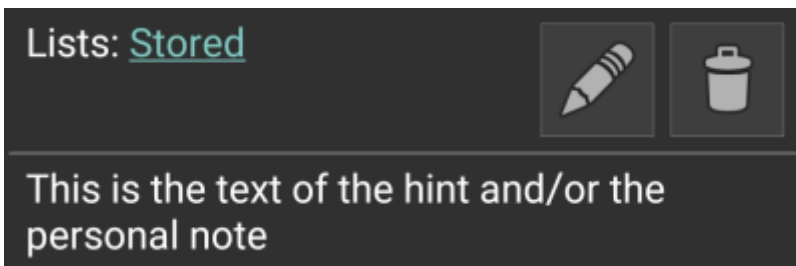 Lists: Stored
This is the text of the hint and/or the
personal note